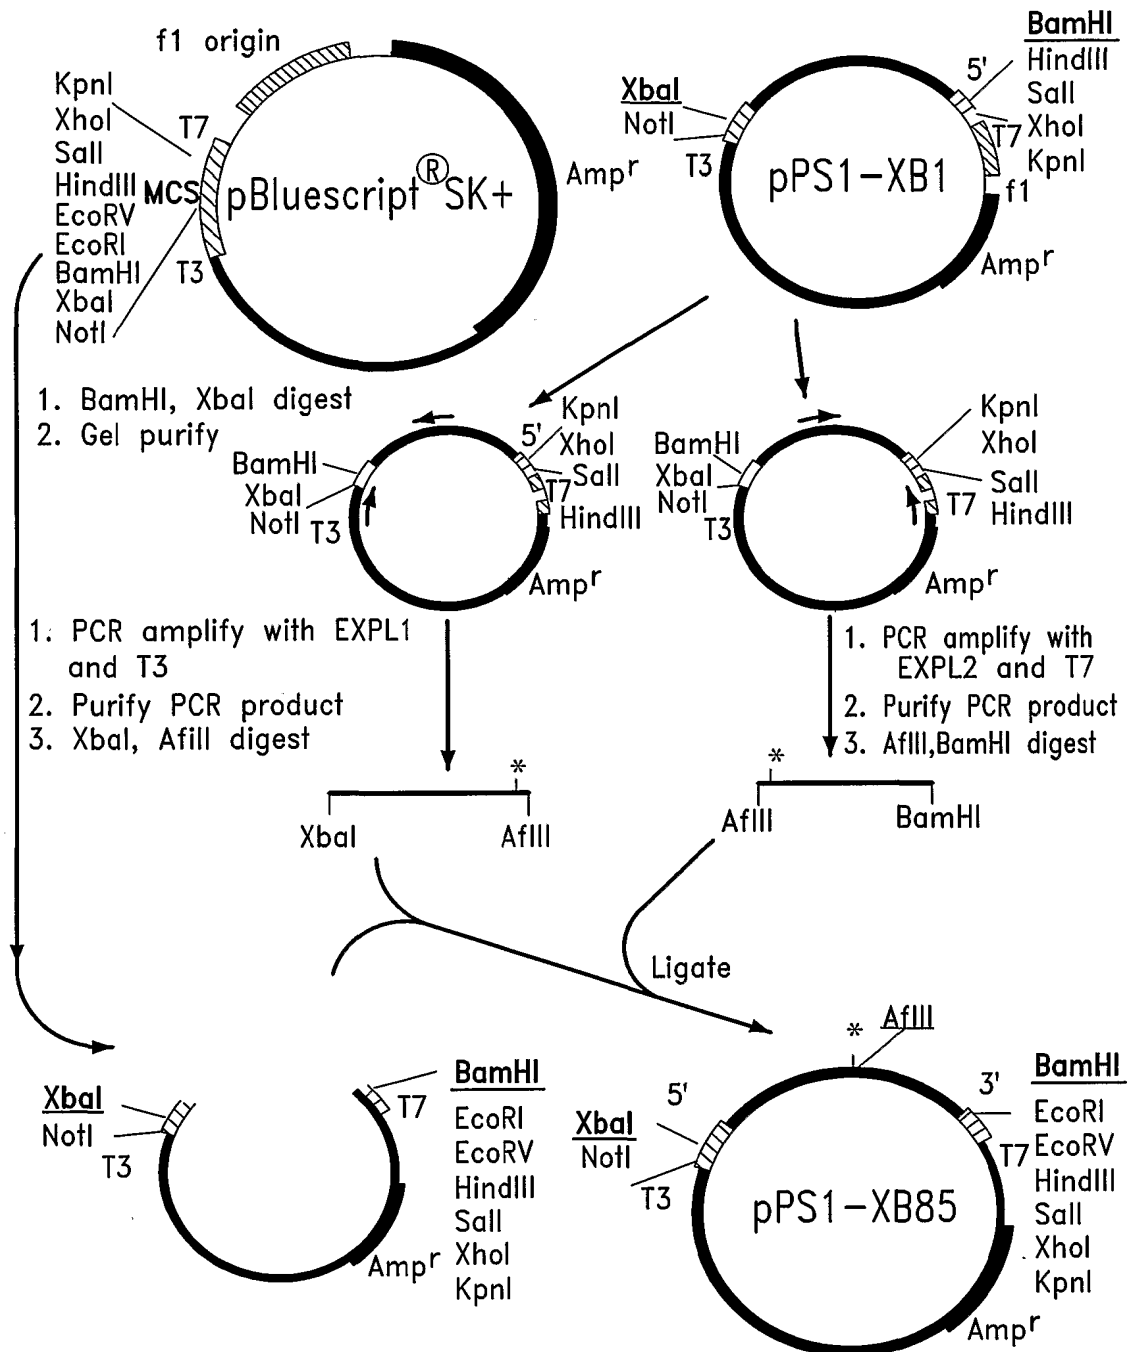 f1 origin
KpnI
XhoI
SalI
HindIII
EcoRV
EcoRI
BamHI
XbaI
NotI
T7
MCS
T3
pBluescript® SK+
Ampr
XbaI
NotI
T3
pPS1-XB1
5'
BamHI
HindIII
SalI
XhoI
KpnI
T7
f1
Ampr
1. BamHI, XbaI digest
2. Gel purify
BamHI
XbaI
NotI
T3
5'
KpnI
XhoI
SalI
T7
HindIII
Ampr
BamHI
XbaI
NotI
T3
KpnI
XhoI
SalI
T7
HindIII
Ampr
1. PCR amplify with EXPL1
and T3
2. Purify PCR product
3. XbaI, AflII digest
1. PCR amplify with
EXPL2 and T7
2. Purify PCR product
3. AflII,BamHI digest
*
XbaI
AflII
*
AflII
BamHI
Ligate
XbaI
NotI
T3
T7
BamHI
EcoRI
EcoRV
HindIII
SalI
XhoI
KpnI
Ampr
* AflII
5'
XbaI
NotI
T3
pPS1-XB85
3'
T7
BamHI
EcoRI
EcoRV
HindIII
SalI
XhoI
KpnI
Ampr